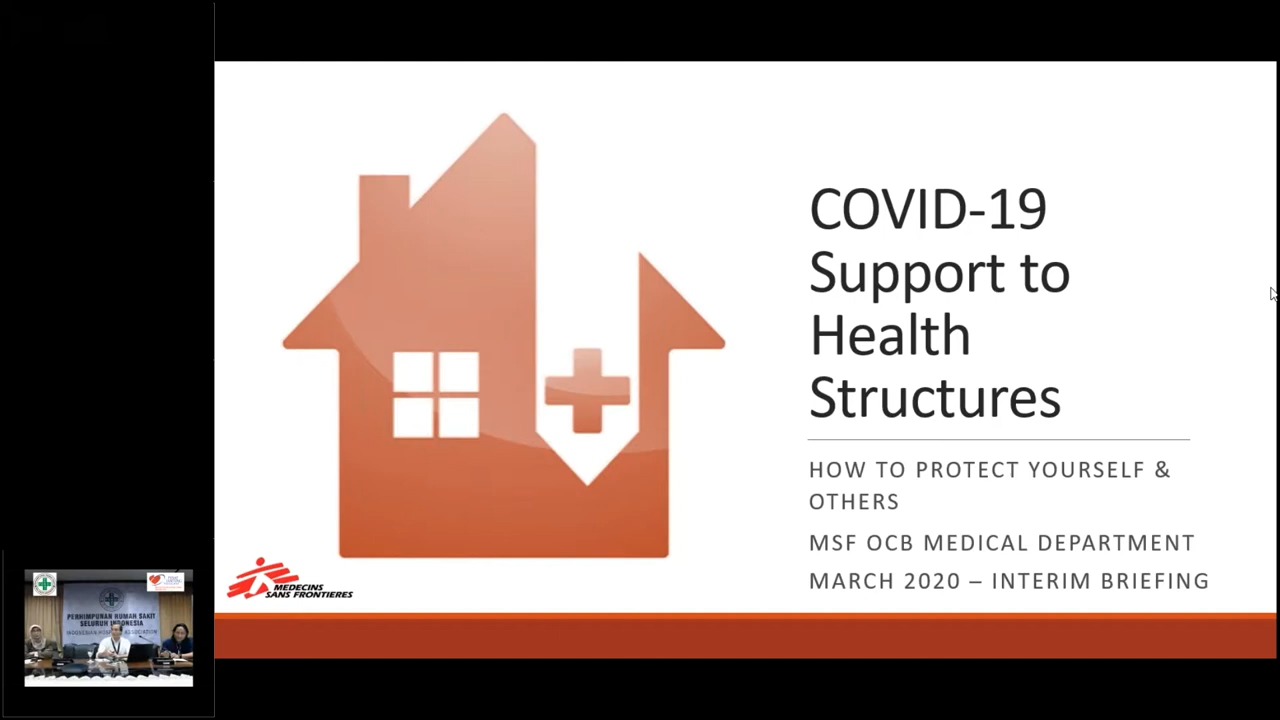 COVID-19
Support to
Health
Structures
HOW TO PROTECT YOURSELF &
OTHERS
MSF OCB MEDICAL DEPARTMENT
MARCH 2020 – INTERIM BRIEFING
MEDECINS
SANS FRONTIERES
PERHIMPUNAN RUMAH SAKIT
SELURUH INDONESIA